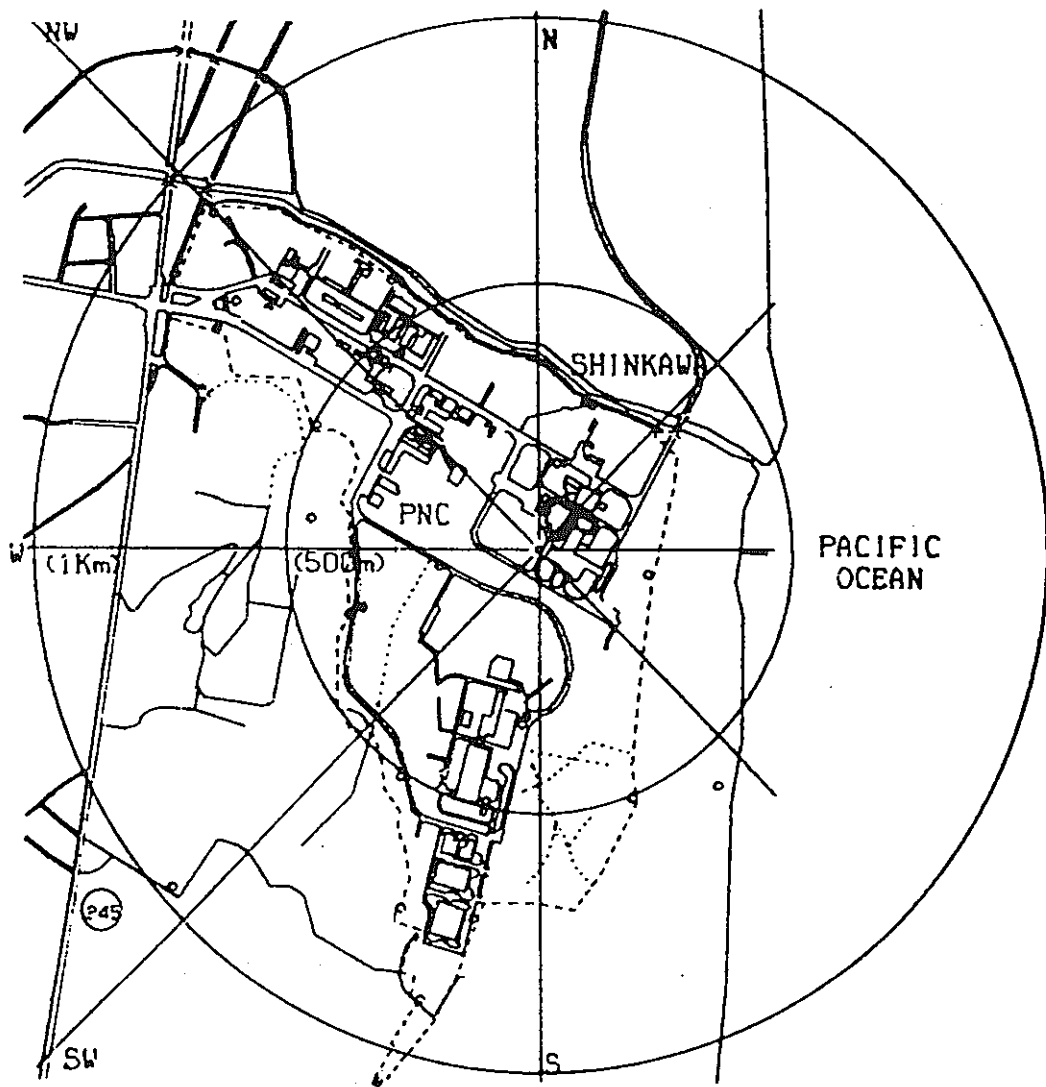 NW
N
SHINKAWA
PNC
W
(1Km)
(500m)
PACIFIC
OCEAN
245
SW
S